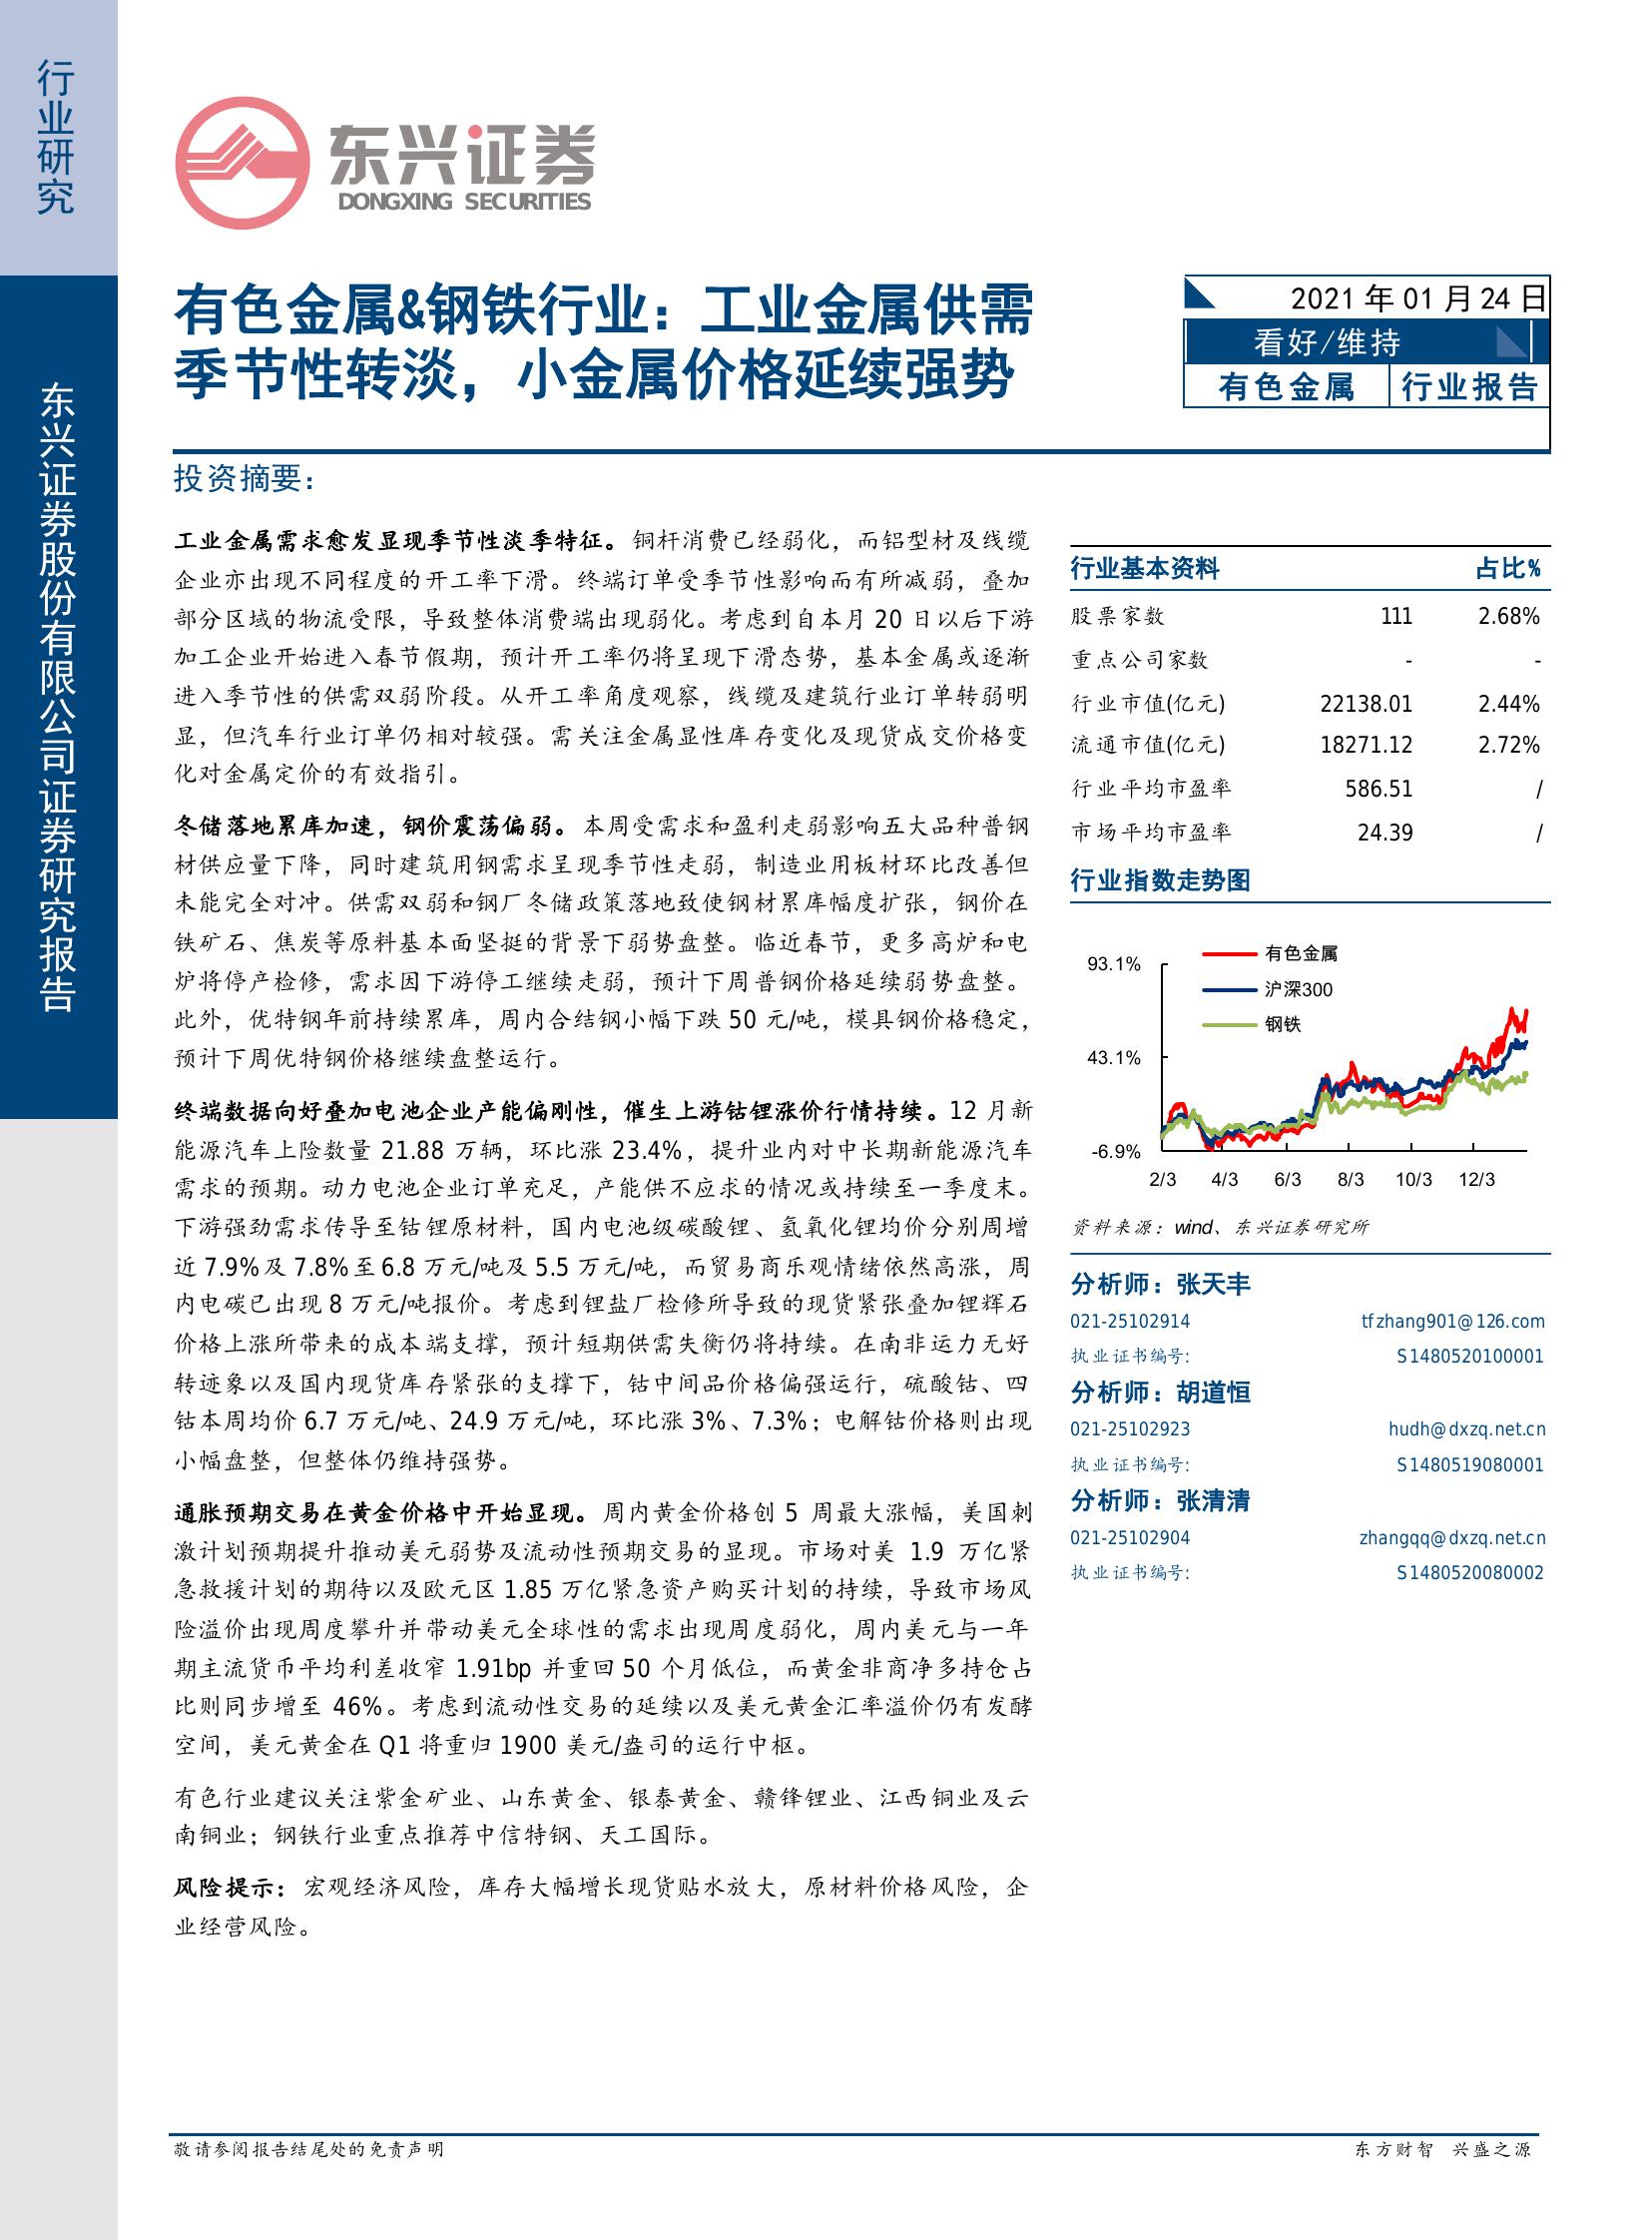 行业研究
东兴证券股份有限公司证券研究报告
东兴证券
DONGXING SECURITIES
有色金属&钢铁行业：工业金属供需
季节性转淡，小金属价格延续强势
2021 年 01 月 24 日
看好/维持
有色金属 行业报告
投资摘要：
工业金属需求愈发显现季节性淡季特征。铜杆消费已经弱化，而铝型材及线缆
企业亦出现不同程度的开工率下滑。终端订单受季节性影响而有所减弱，叠加
部分区域的物流受限，导致整体消费端出现弱化。考虑到自本月 20 日以后下游
加工企业开始进入春节假期，预计开工率仍将呈现下滑态势，基本金属或逐渐
进入季节性的供需双弱阶段。从开工率角度观察，线缆及建筑行业订单转弱明
显，但汽车行业订单仍相对较强。需关注金属显性库存变化及现货成交价格变
化对金属定价的有效指引。
冬储落地累库加速，钢价震荡偏弱。本周受需求和盈利走弱影响五大品种普钢
材供应量下降，同时建筑用钢需求呈现季节性走弱，制造业用板材环比改善但
未能完全对冲。供需双弱和钢厂冬储政策落地致使钢材累库幅度扩张，钢价在
铁矿石、焦炭等原料基本面坚挺的背景下弱势盘整。临近春节，更多高炉和电
炉将停产检修，需求因下游停工继续走弱，预计下周普钢价格延续弱势盘整。
此外，优特钢年前持续累库，周内合结钢小幅下跌 50 元/吨，模具钢价格稳定，
预计下周优特钢价格继续盘整运行。
终端数据向好叠加电池企业产能偏刚性，催生上游钴锂涨价行情持续。12 月新
能源汽车上险数量 21.88 万辆，环比涨 23.4%，提升业内对中长期新能源汽车
需求的预期。动力电池企业订单充足，产能供不应求的情况或持续至一季度末。
下游强劲需求传导至钴锂原材料，国内电池级碳酸锂、氢氧化锂均价分别周增
近 7.9%及 7.8%至 6.8 万元/吨及 5.5 万元/吨，而贸易商乐观情绪依然高涨，周
内电碳已出现 8 万元/吨报价。考虑到锂盐厂检修所导致的现货紧张叠加锂辉石
价格上涨所带来的成本端支撑，预计短期供需失衡仍将持续。在南非运力无好
转迹象以及国内现货库存紧张的支撑下，钴中间品价格偏强运行，硫酸钴、四
钴本周均价 6.7 万元/吨、24.9 万元/吨，环比涨 3%、7.3%；电解钴价格则出现
小幅盘整，但整体仍维持强势。
通胀预期交易在黄金价格中开始显现。周内黄金价格创 5 周最大涨幅，美国刺
激计划预期提升推动美元弱势及流动性预期交易的显现。市场对美 1.9 万亿紧
急救援计划的期待以及欧元区 1.85 万亿紧急资产购买计划的持续，导致市场风
险溢价出现周度攀升并带动美元全球性的需求出现周度弱化，周内美元与一年
期主流货币平均利差收窄 1.91bp 并重回 50 个月低位，而黄金非商净多持仓占
比则同步增至 46%。考虑到流动性交易的延续以及美元黄金汇率溢价仍有发酵
空间，美元黄金在 Q1 将重归 1900 美元/盎司的运行中枢。
有色行业建议关注紫金矿业、山东黄金、银泰黄金、赣锋锂业、江西铜业及云
南铜业；钢铁行业重点推荐中信特钢、天工国际。
风险提示：宏观经济风险，库存大幅增长现货贴水放大，原材料价格风险，企
业经营风险。
行业基本资料 占比%
股票家数 111 2.68%
重点公司家数 - -
行业市值(亿元) 22138.01 2.44%
流通市值(亿元) 18271.12 2.72%
行业平均市盈率 586.51 /
市场平均市盈率 24.39 /
行业指数走势图
有色金属
沪深300
钢铁
93.1%
43.1%
-6.9%
2/3 4/3 6/3 8/3 10/3 12/3
资料来源：wind、东兴证券研究所
分析师：张天丰
021-25102914 tfzhang901@126.com
执业证书编号: S1480520100001
分析师：胡道恒
021-25102923 hudh@dxzq.net.cn
执业证书编号: S1480519080001
分析师：张清清
021-25102904 zhangqq@dxzq.net.cn
执业证书编号: S1480520080002
敬请参阅报告结尾处的免责声明
东方财智 兴盛之源